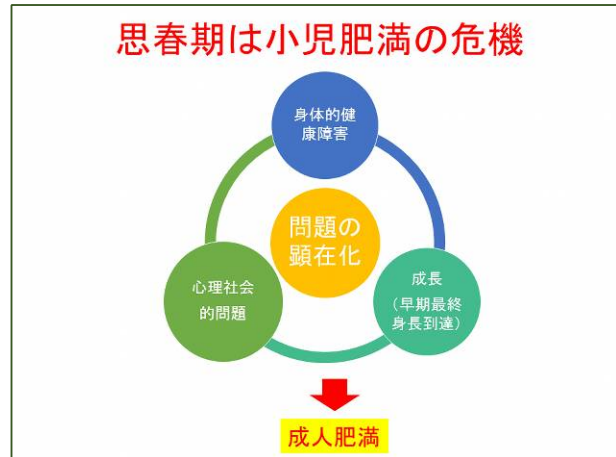 思春期は小児肥満の危機
身体的健
康障害
問題の
顕在化
心理社会
的問題
成長
（早期最終
身長到達）
成人肥満